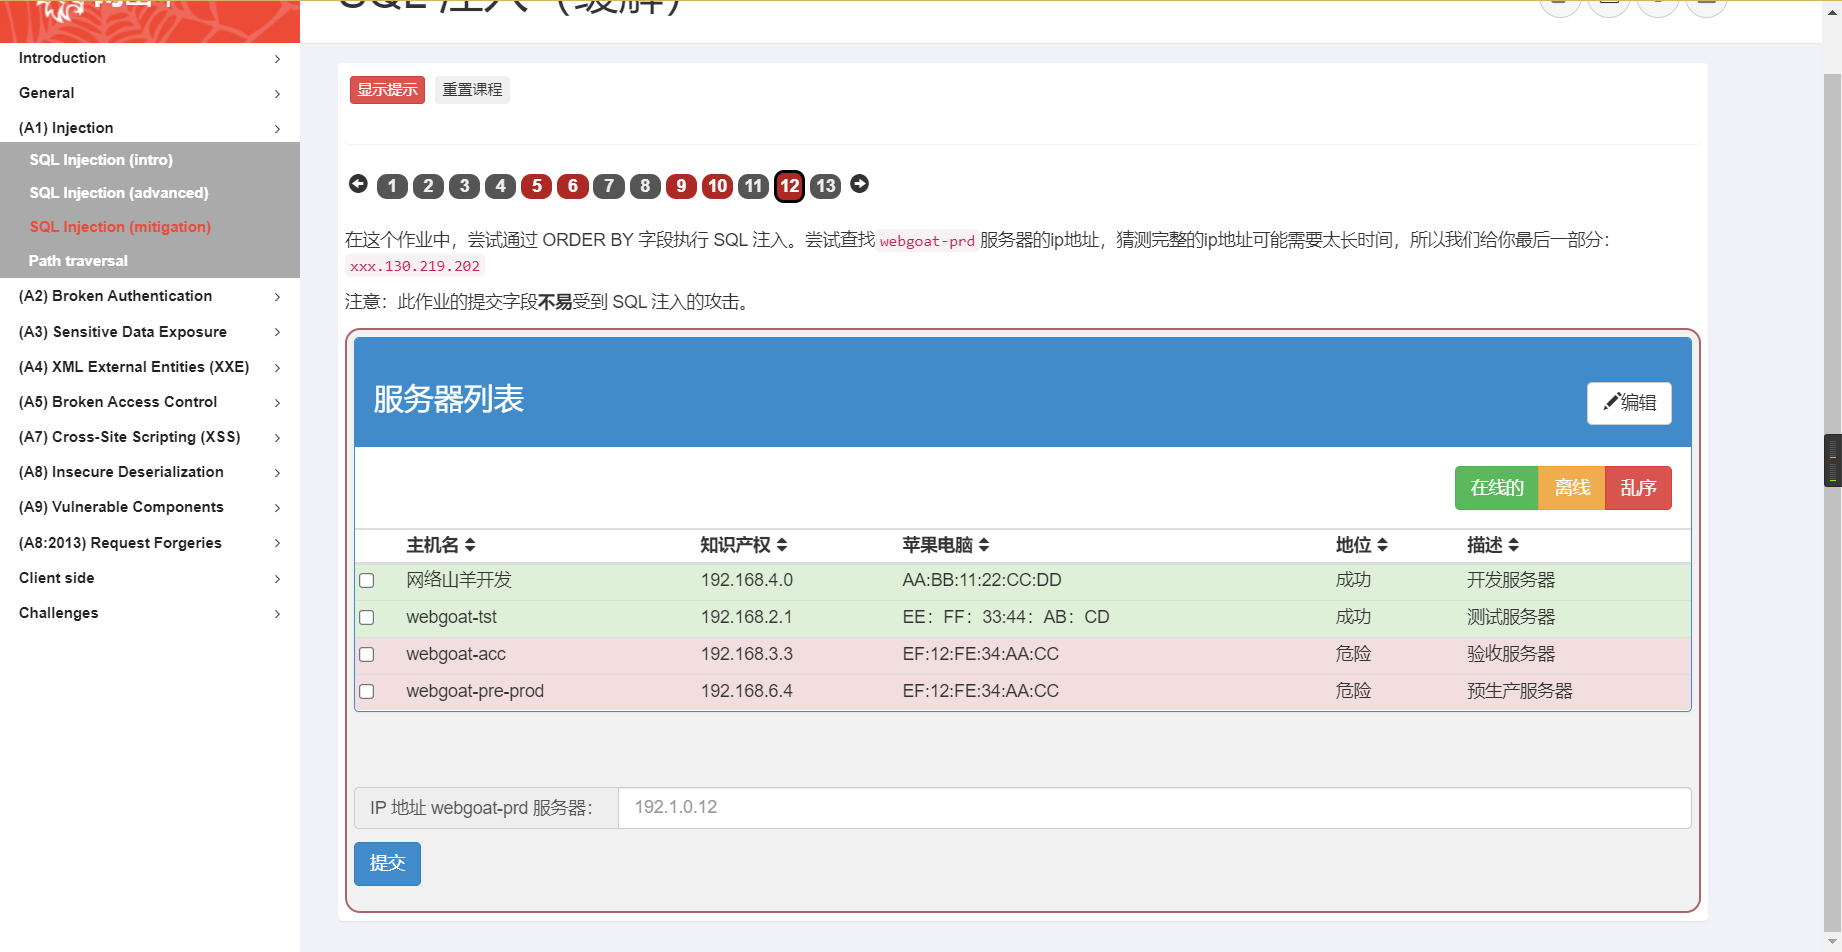 SQL 注入（缓解）
Introduction
General
(A1) Injection
SQL Injection (intro)
SQL Injection (advanced)
SQL Injection (mitigation)
Path traversal
(A2) Broken Authentication
(A3) Sensitive Data Exposure
(A4) XML External Entities (XXE)
(A5) Broken Access Control
(A7) Cross-Site Scripting (XSS)
(A8) Insecure Deserialization
(A9) Vulnerable Components
(A8:2013) Request Forgeries
Client side
Challenges
显示提示 重置课程
1 2 3 4 5 6 7 8 9 10 11 12 13
在这个作业中，尝试通过 ORDER BY 字段执行 SQL 注入。尝试查找 webgoat-prd 服务器的ip地址，猜测完整的ip地址可能需要太长时间，所以我们给你最后一部分：
xxx.130.219.202
注意：此作业的提交字段不易受到 SQL 注入的攻击。
服务器列表
编辑
在线的 离线 乱序
主机名 知识产权 苹果电脑 地位 描述
网络山羊开发 192.168.4.0 AA:BB:11:22:CC:DD 成功 开发服务器
webgoat-tst 192.168.2.1 EE：FF：33:44：AB：CD 成功 测试服务器
webgoat-acc 192.168.3.3 EF:12:FE:34:AA:CC 危险 验收服务器
webgoat-pre-prod 192.168.6.4 EF:12:FE:34:AA:CC 危险 预生产服务器
IP 地址 webgoat-prd 服务器： 192.1.0.12
提交